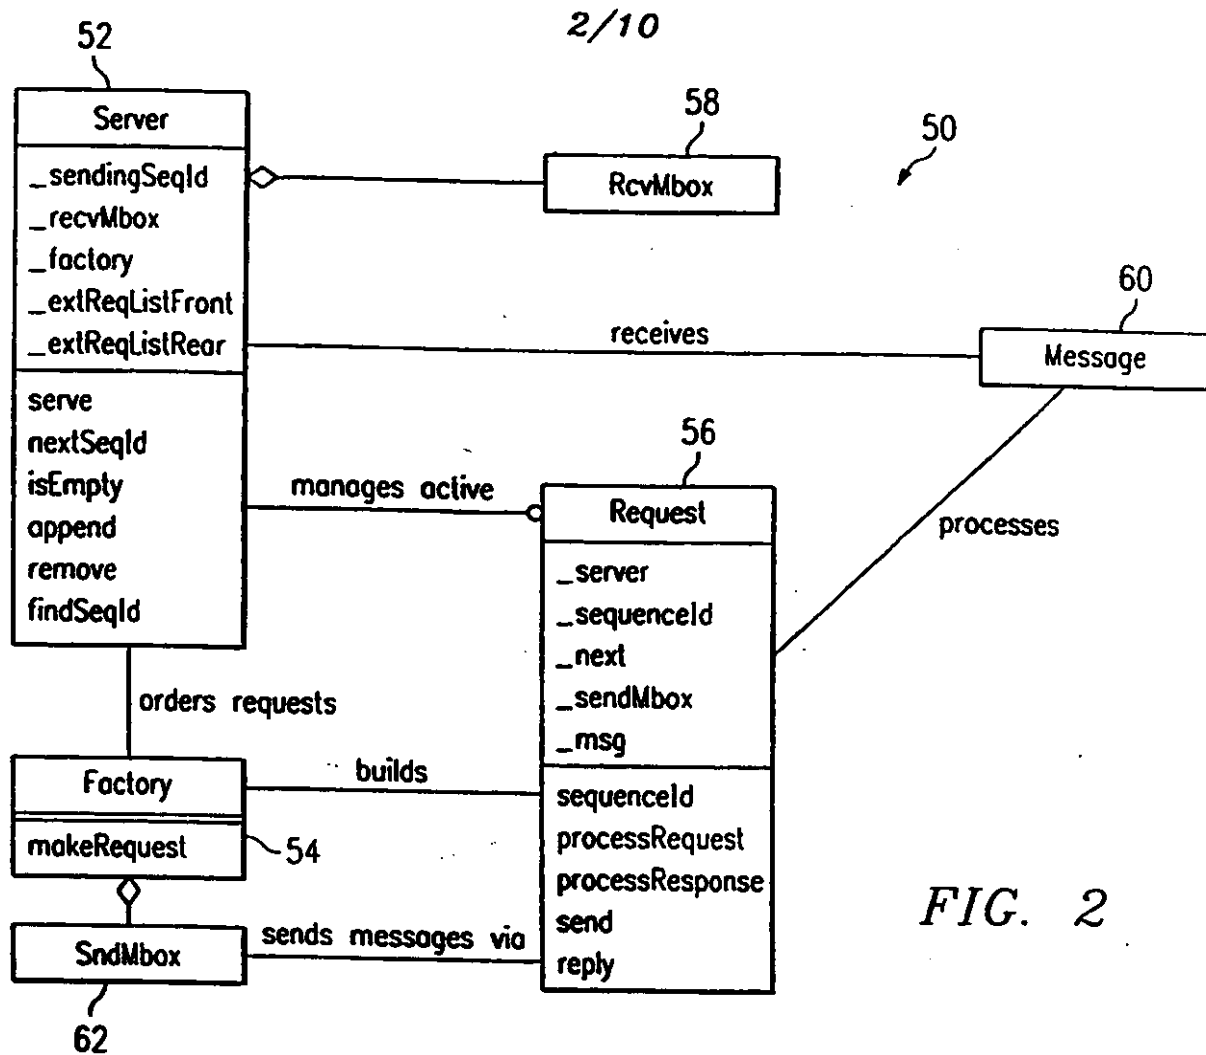 2/10
52
Server
_sendingSeqId
_recvMbox
_factory
_extReqListFront
_extReqListRear
serve
nextSeqId
isEmpty
append
remove
findSeqId
58
RcvMbox
50
receives
60
Message
manages active
56
Request
_server
_sequenceId
_next
_sendMbox
_msg
sequenceId
processRequest
processResponse
send
reply
processes
orders requests
Factory
makeRequest
54
builds
SndMbox
62
sends messages via
FIG. 2